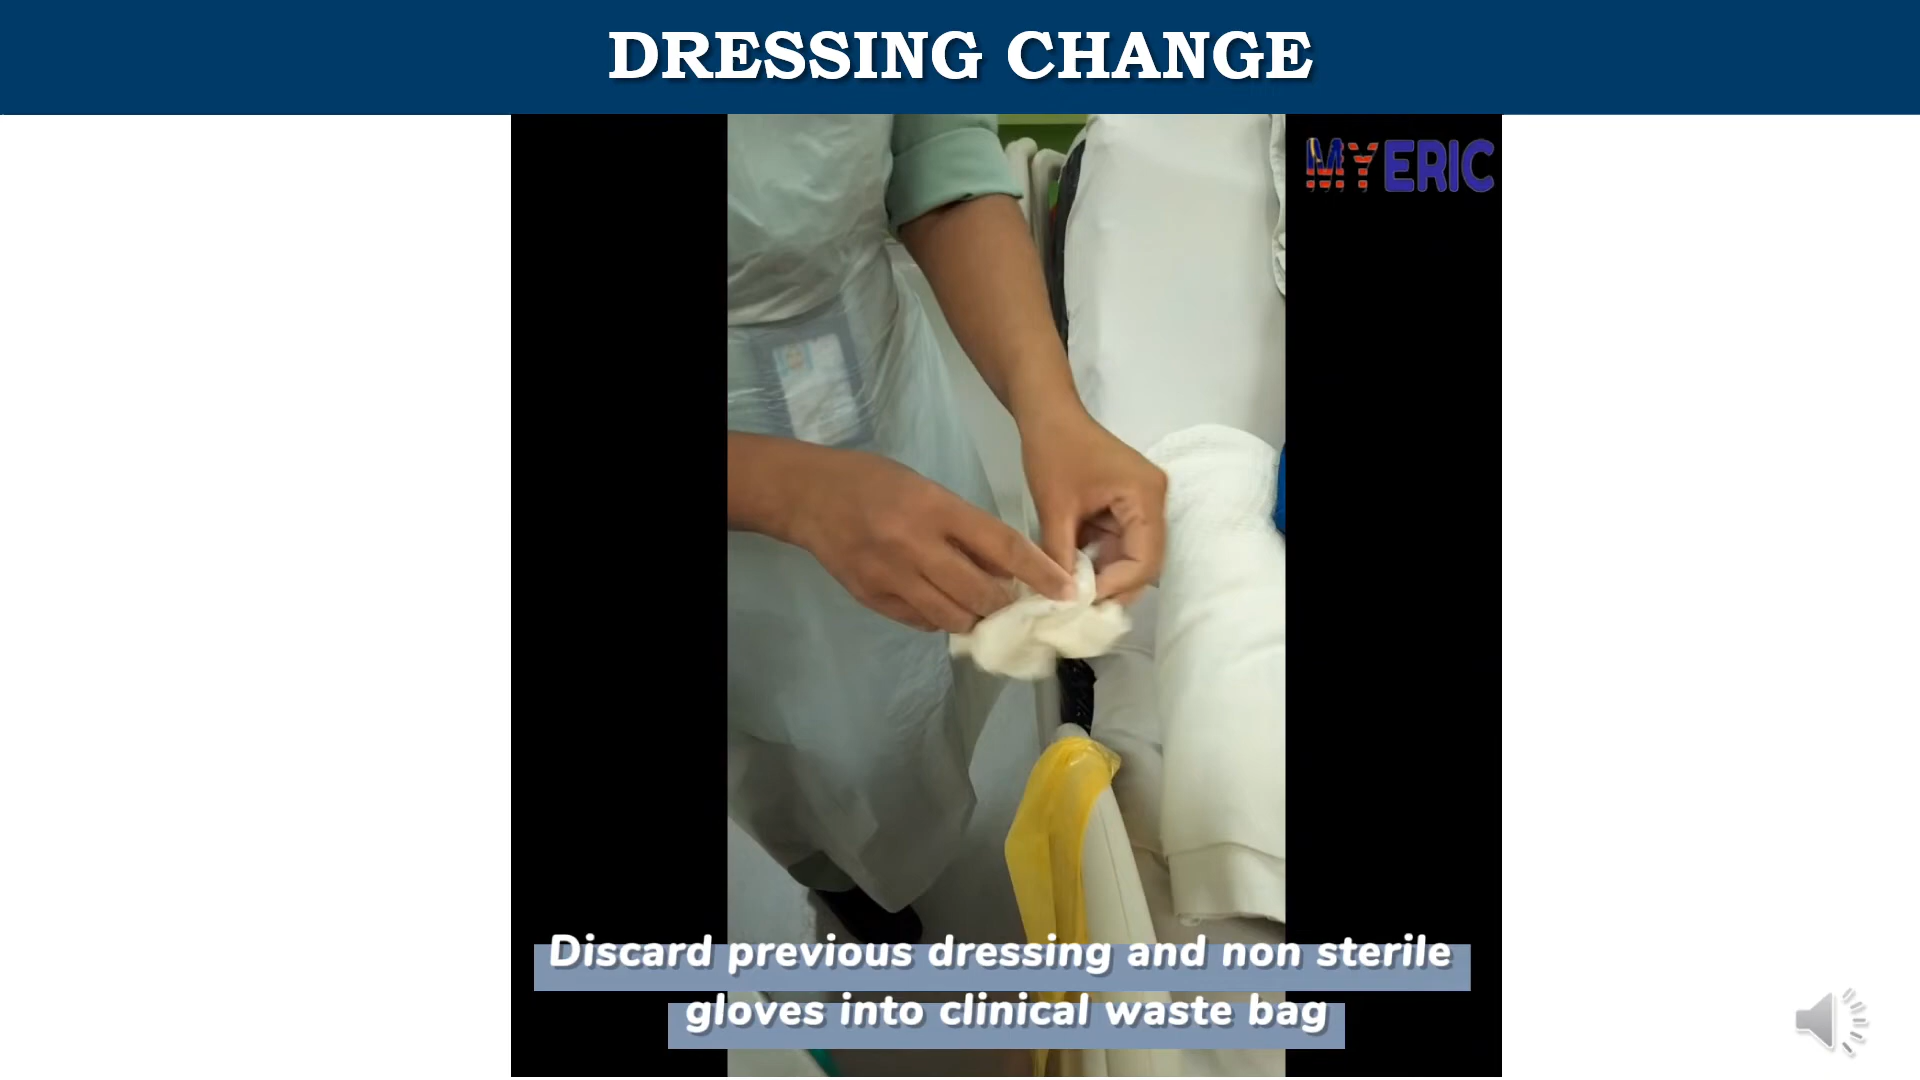 DRESSING CHANGE
MYERIC
Discard previous dressing and non sterile
gloves into clinical waste bag